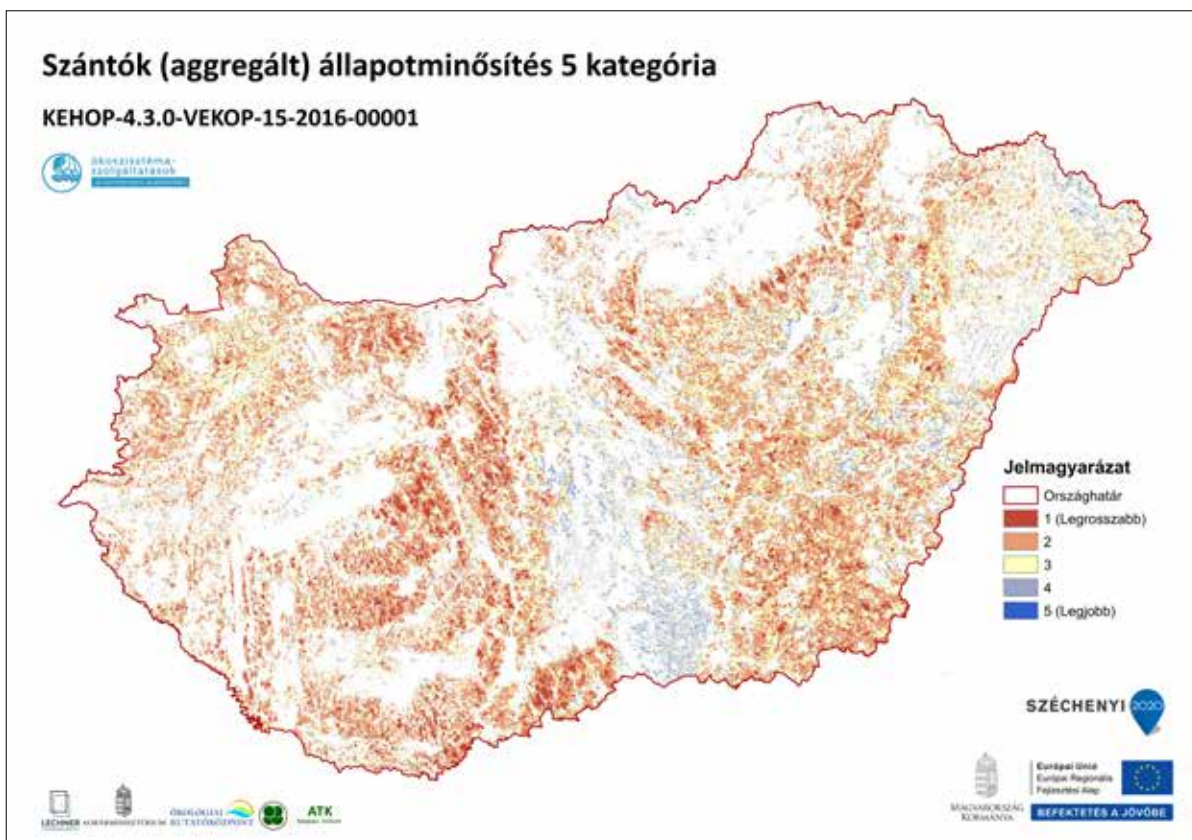 Szántók (aggregált) állapotminősítés 5 kategória
KEHOP-4.3.0-VEKOP-15-2016-00001
ökoszisztéma-
szolgáltatások
Jelmagyarázat
Országhatár
1 (Legrosszabb)
2
3
4
5 (Legjobb)
SZÉCHENYI 2020
MAGYARORSZÁG
KORMÁNYA
Európai Unió
Európai Regionális
Fejlesztési Alap
BEFEKTETÉS A JÖVŐBE
LECHNER
AGRÁRMINISZTÉRIUM
ÖKOLÓGIAI
KUTATÓKÖZPONT
ATK